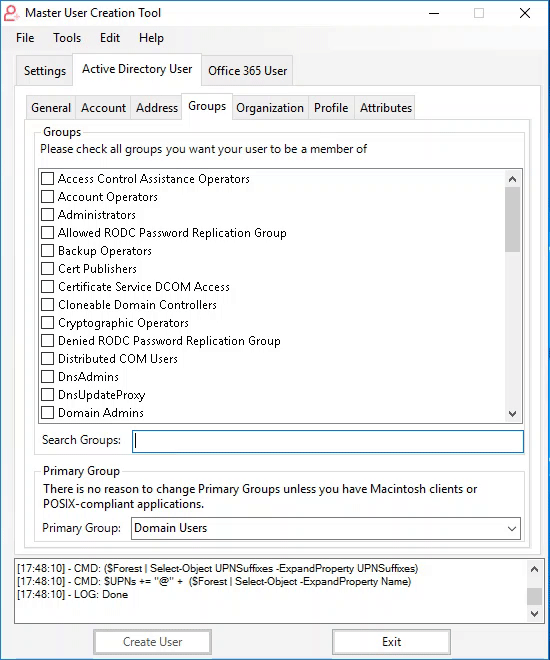 Master User Creation Tool
File Tools Edit Help
Settings Active Directory User Office 365 User
General Account Address Groups Organization Profile Attributes
Groups
Please check all groups you want your user to be a member of
Access Control Assistance Operators
Account Operators
Administrators
Allowed RODC Password Replication Group
Backup Operators
Cert Publishers
Certificate Service DCOM Access
Cloneable Domain Controllers
Cryptographic Operators
Denied RODC Password Replication Group
Distributed COM Users
DnsAdmins
DnsUpdateProxy
Domain Admins
Search Groups:
Primary Group
There is no reason to change Primary Groups unless you have Macintosh clients or
POSIX-compliant applications.
Primary Group: Domain Users
[17:48:10] - CMD: ($Forest | Select-Object UPNSuffixes -ExpandProperty UPNSuffixes)
[17:48:10] - CMD: $UPNs += "@" + ($Forest | Select-Object -ExpandProperty Name)
[17:48:10] - LOG: Done
Create User Exit